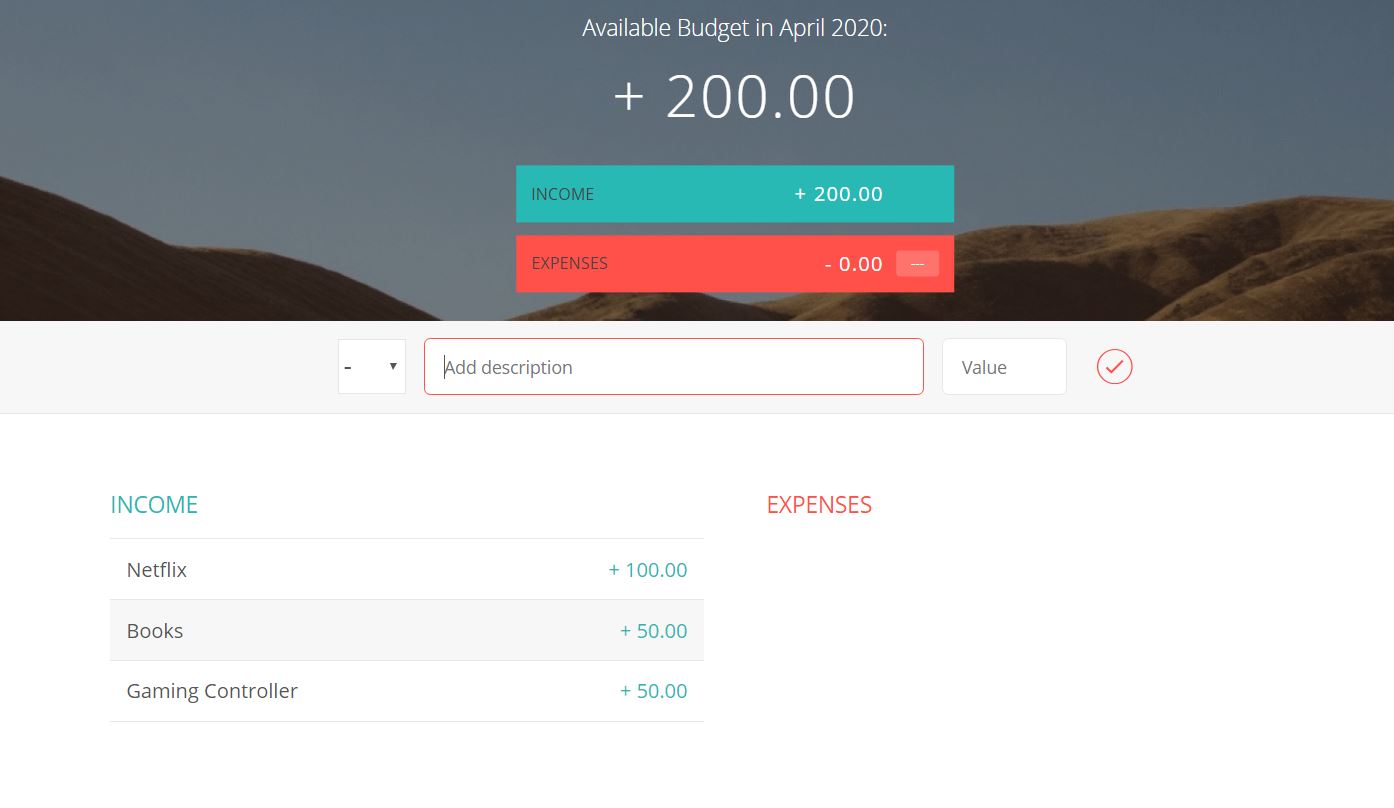 Available Budget in April 2020:
+ 200.00
INCOME + 200.00
EXPENSES - 0.00 ---
- ▼ Add description Value
INCOME
Netflix + 100.00
Books + 50.00
Gaming Controller + 50.00
EXPENSES